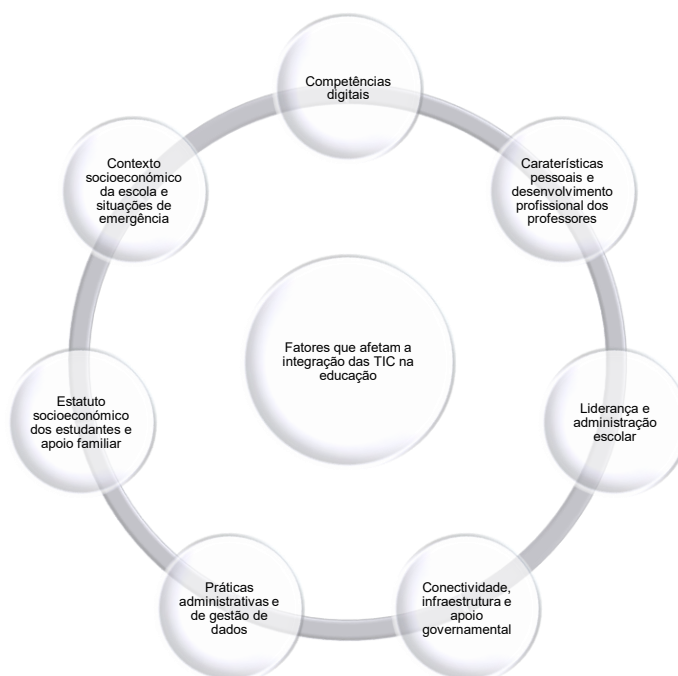 Competências
digitais
Caraterísticas
pessoais e
desenvolvimento
profissional dos
professores
Liderança e
administração
escolar
Conectividade,
infraestrutura e
apoio
governamental
Práticas
administrativas e
de gestão de
dados
Estatuto
socioeconómico
dos estudantes e
apoio familiar
Contexto
socioeconómico
da escola e
situações de
emergência
Fatores que afetam a
integração das TIC na
educação